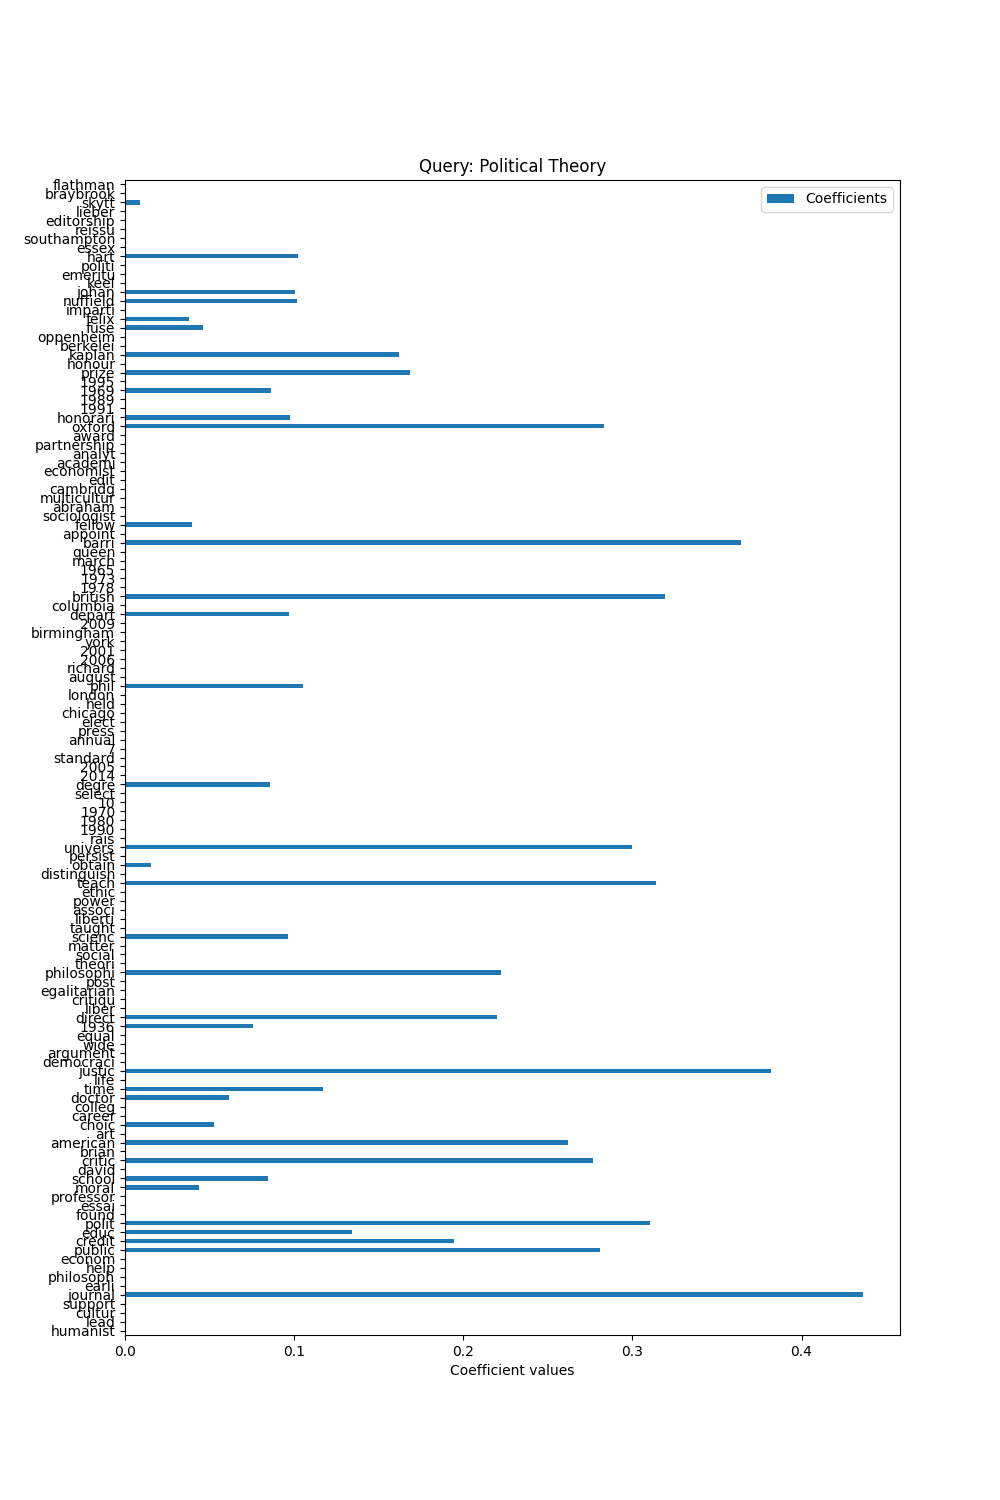 Query: Political Theory
Coefficients
flathman
braybrook
skytt
lieber
editorship
reissu
southampton
essex
hart
politi
emeritu
keel
johan
nuffield
imparti
felix
fuse
oppenheim
berkelei
kaplan
honour
prize
1995
1969
1989
1991
honorari
oxford
award
partnership
analyt
academi
economist
edit
cambridg
multicultur
abraham
sociologist
fellow
appoint
barri
queen
march
1965
1973
1978
british
columbia
depart
2009
birmingham
york
2001
2006
richard
august
phil
london
held
chicago
elect
press
annual
7
standard
2005
2014
degre
select
10
1970
1980
1990
rais
univers
persist
obtain
distinguish
teach
ethic
power
associ
liberti
taught
scienc
matter
social
theori
philosophi
post
egalitarian
critiqu
liber
direct
1936
equal
wide
argument
democraci
justic
life
time
doctor
colleg
career
choic
art
american
brian
critic
david
school
moral
professor
essai
found
polit
educ
credit
public
econom
help
philosoph
earli
journal
support
cultur
lead
humanist
0.0 0.1 0.2 0.3 0.4
Coefficient values